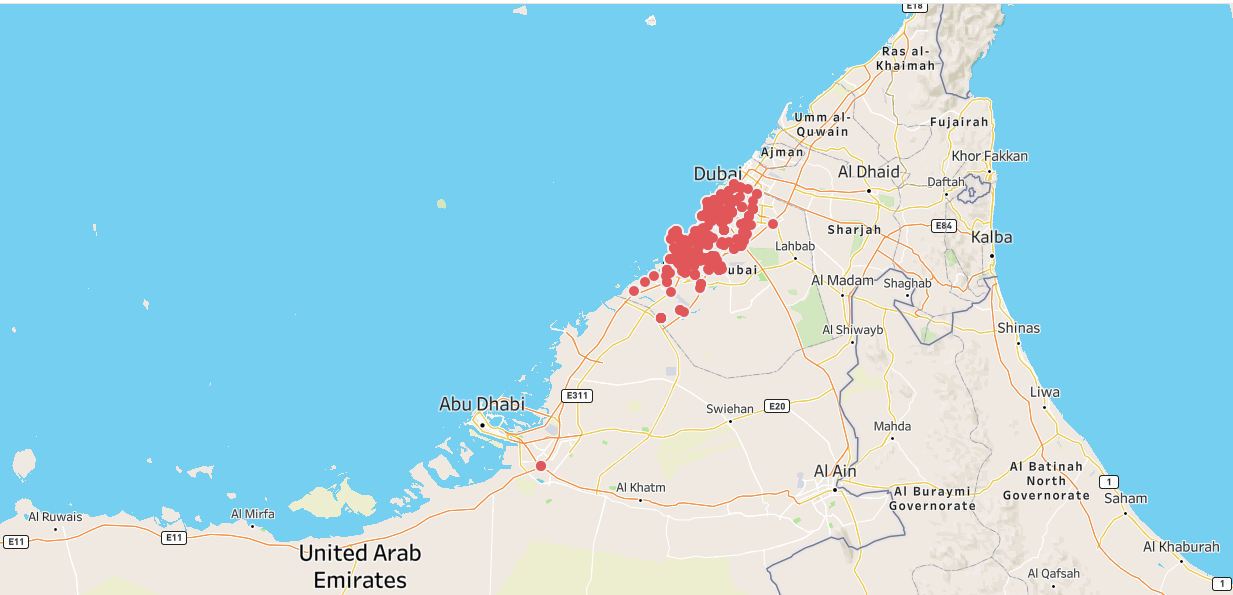 E18
Ras al-
Khaimah
Umm al-
Quwain
Fujairah
Ajman
Khor Fakkan
Dubai
Al Dhaid
Daftah
E84
Sharjah
Kalba
Lahbab
ubai
Al Madam
Shaghab
Al Shiwayb
Shinas
E311
Liwa
Abu Dhabi
Swiehan
E20
Mahda
Al Ain
Al Batinah
North
Governorate
1
Al Khatm
Al Buraymi
Governorate
Saham
Al Ruwais
Al Mirfa
E11
E11
United Arab
Emirates
Al Khaburah
Al Qafsah
1